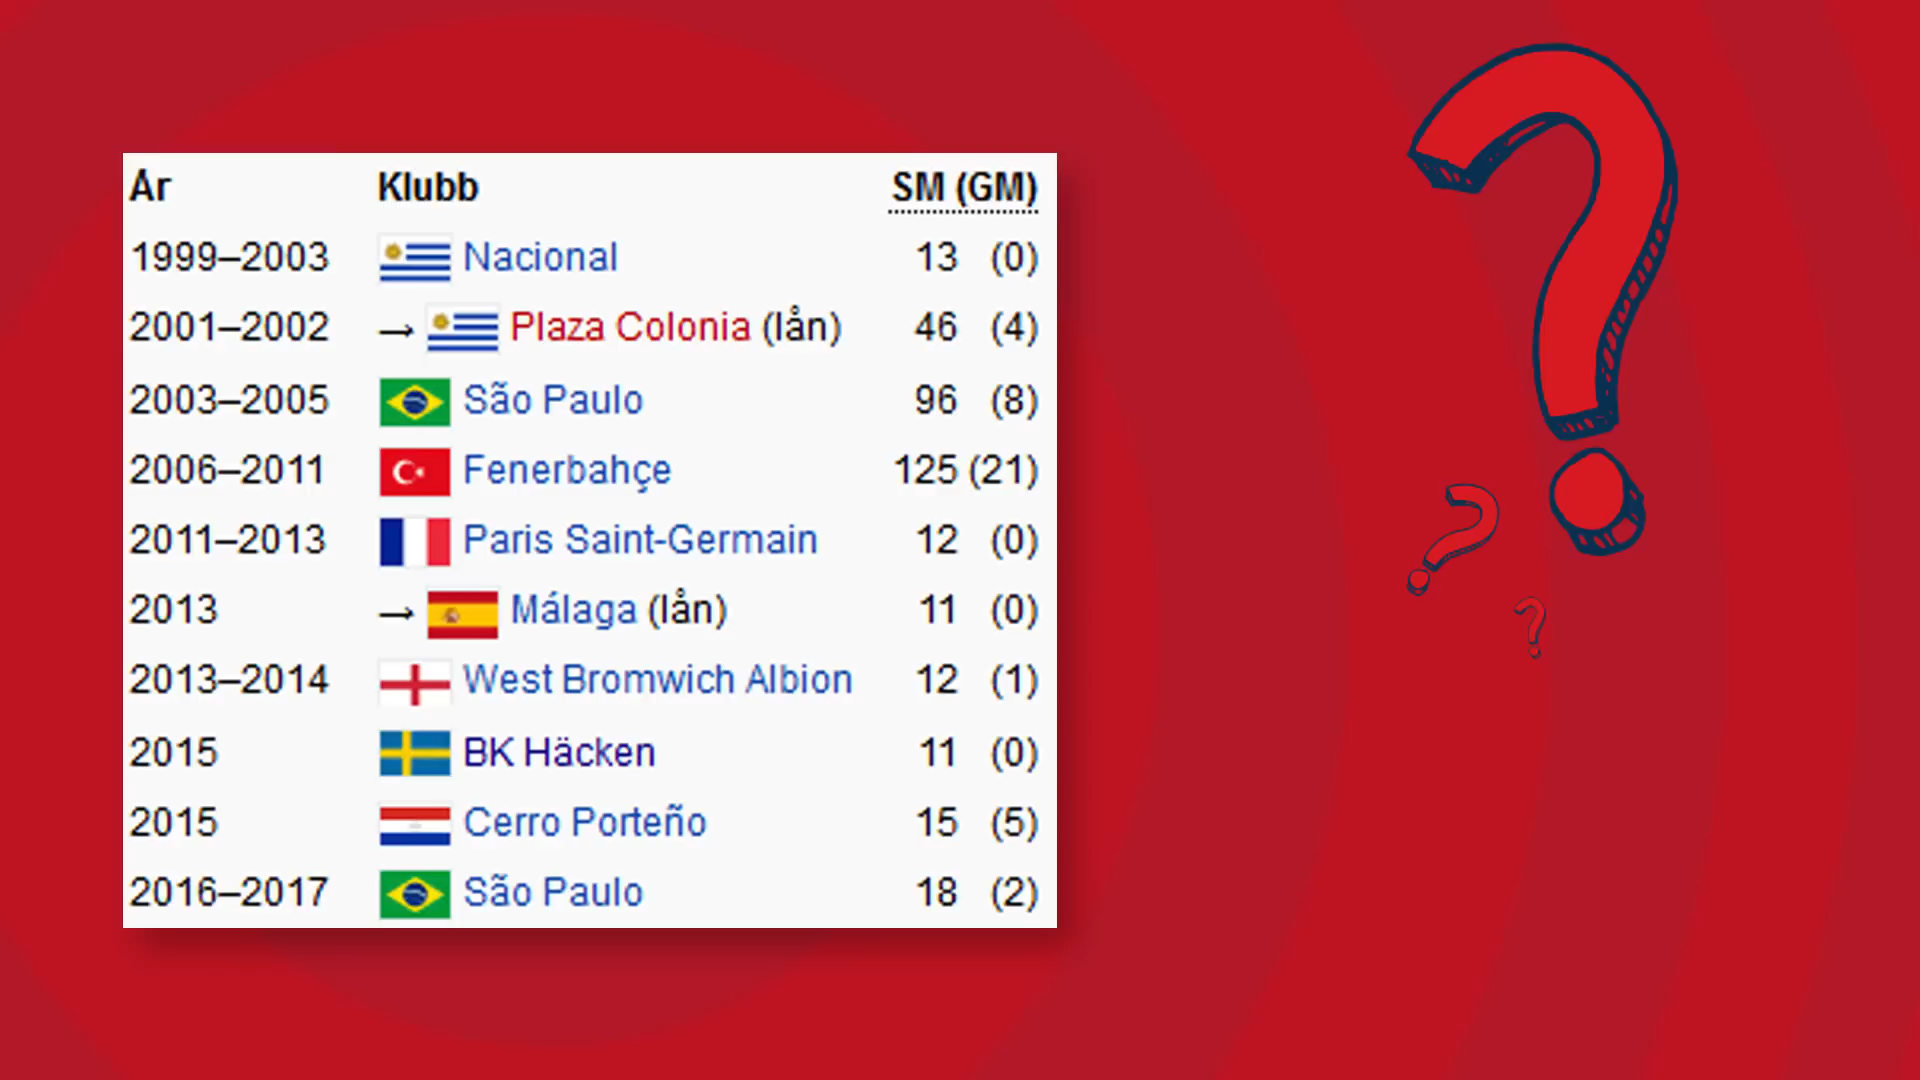 År Klubb SM (GM)
1999–2003 Nacional 13 (0)
2001–2002 → Plaza Colonia (lån) 46 (4)
2003–2005 São Paulo 96 (8)
2006–2011 Fenerbahçe 125 (21)
2011–2013 Paris Saint-Germain 12 (0)
2013 → Málaga (lån) 11 (0)
2013–2014 West Bromwich Albion 12 (1)
2015 BK Häcken 11 (0)
2015 Cerro Porteño 15 (5)
2016–2017 São Paulo 18 (2)
?
?
?